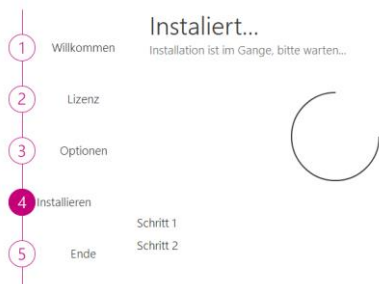 Instaliert...
Installation ist im Gange, bitte warten...
1 Willkommen
2 Lizenz
3 Optionen
4 Installieren
Schritt 1
Schritt 2
5 Ende